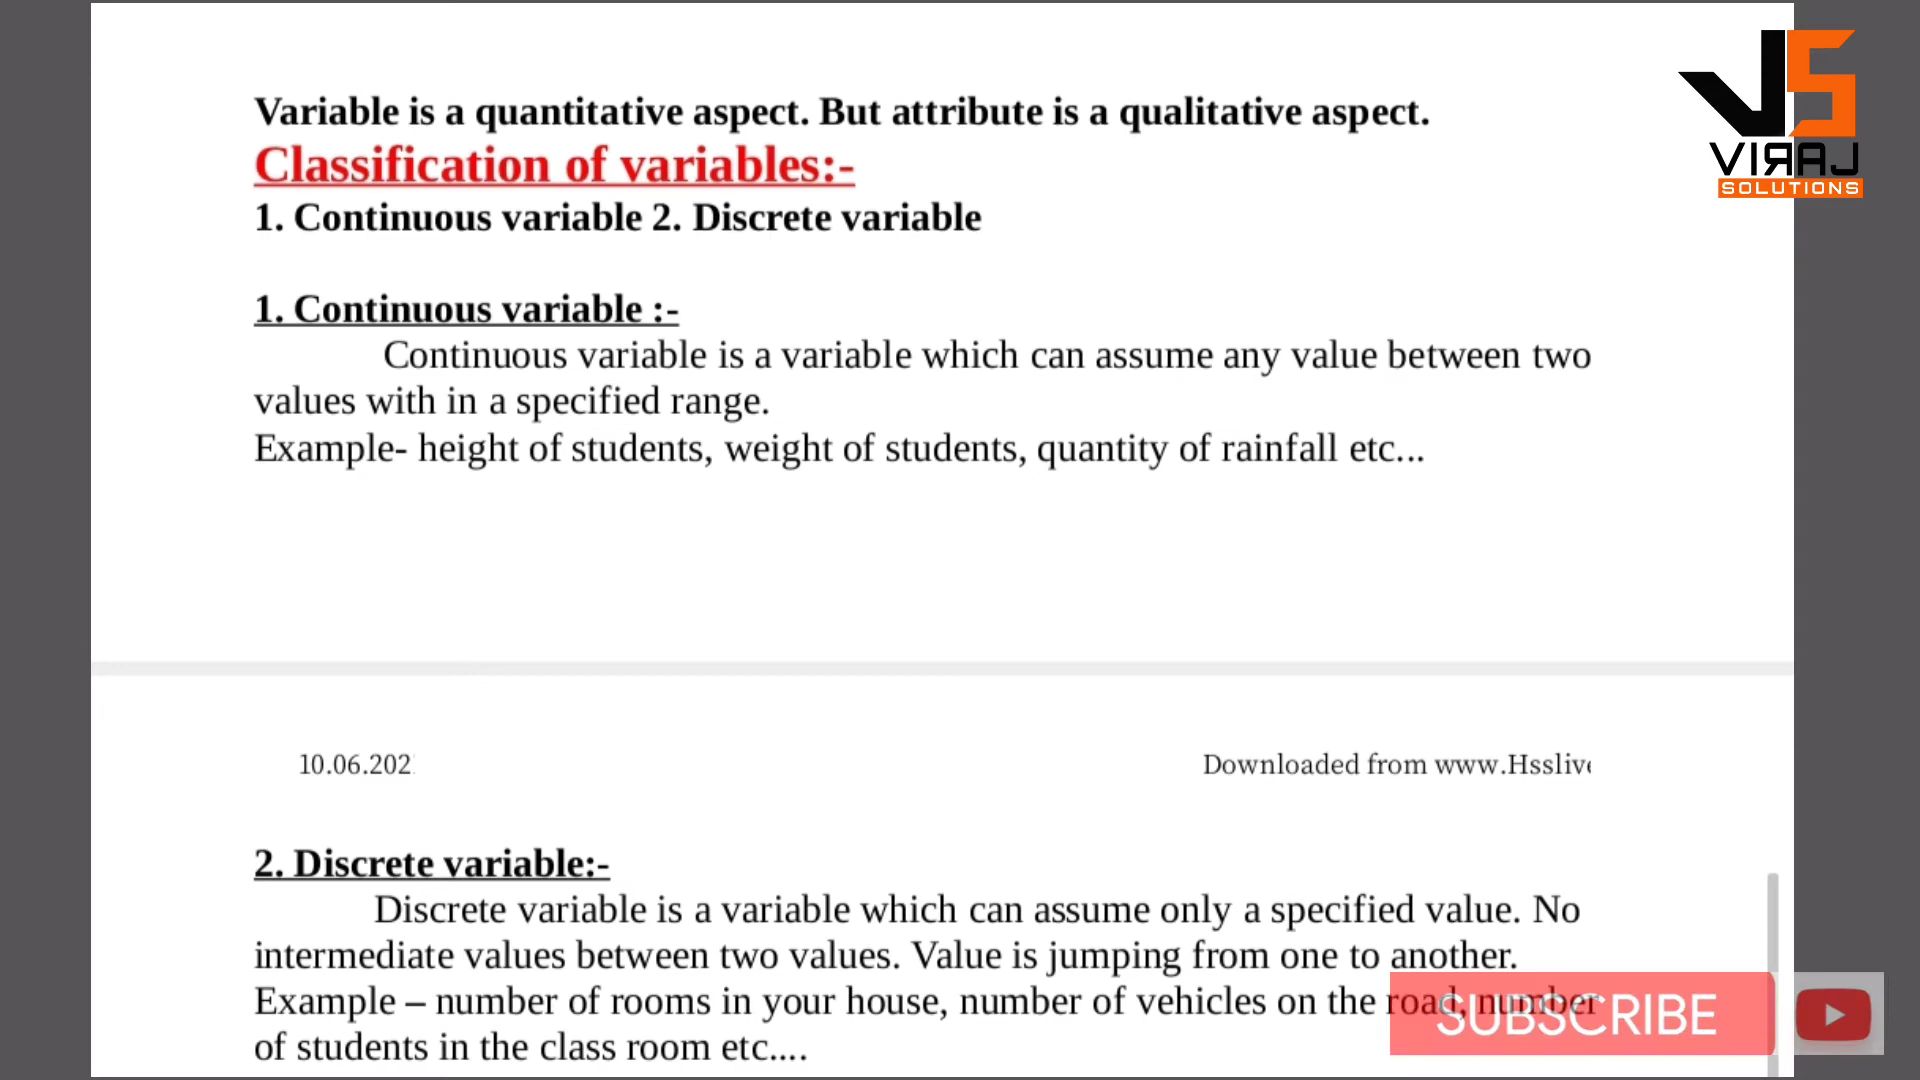 Variable is a quantitative aspect. But attribute is a qualitative aspect.
Classification of variables:-
1. Continuous variable 2. Discrete variable
1. Continuous variable :-
Continuous variable is a variable which can assume any value between two
values with in a specified range.
Example- height of students, weight of students, quantity of rainfall etc...
10.06.202
Downloaded from www.Hsslive
2. Discrete variable:-
Discrete variable is a variable which can assume only a specified value. No
intermediate values between two values. Value is jumping from one to another.
Example – number of rooms in your house, number of vehicles on the road, number
of students in the class room etc....
VS
VIRAJ
SOLUTIONS
SUBSCRIBE